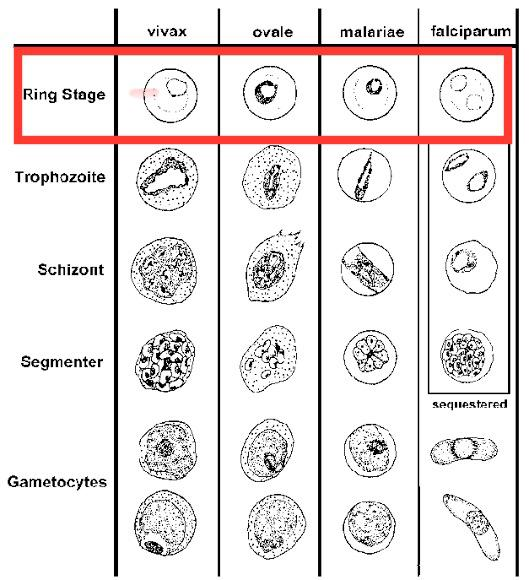 vivax ovale malariae falciparum
Ring Stage
Trophozoite
Schizont
Segmenter
sequestered
Gametocytes